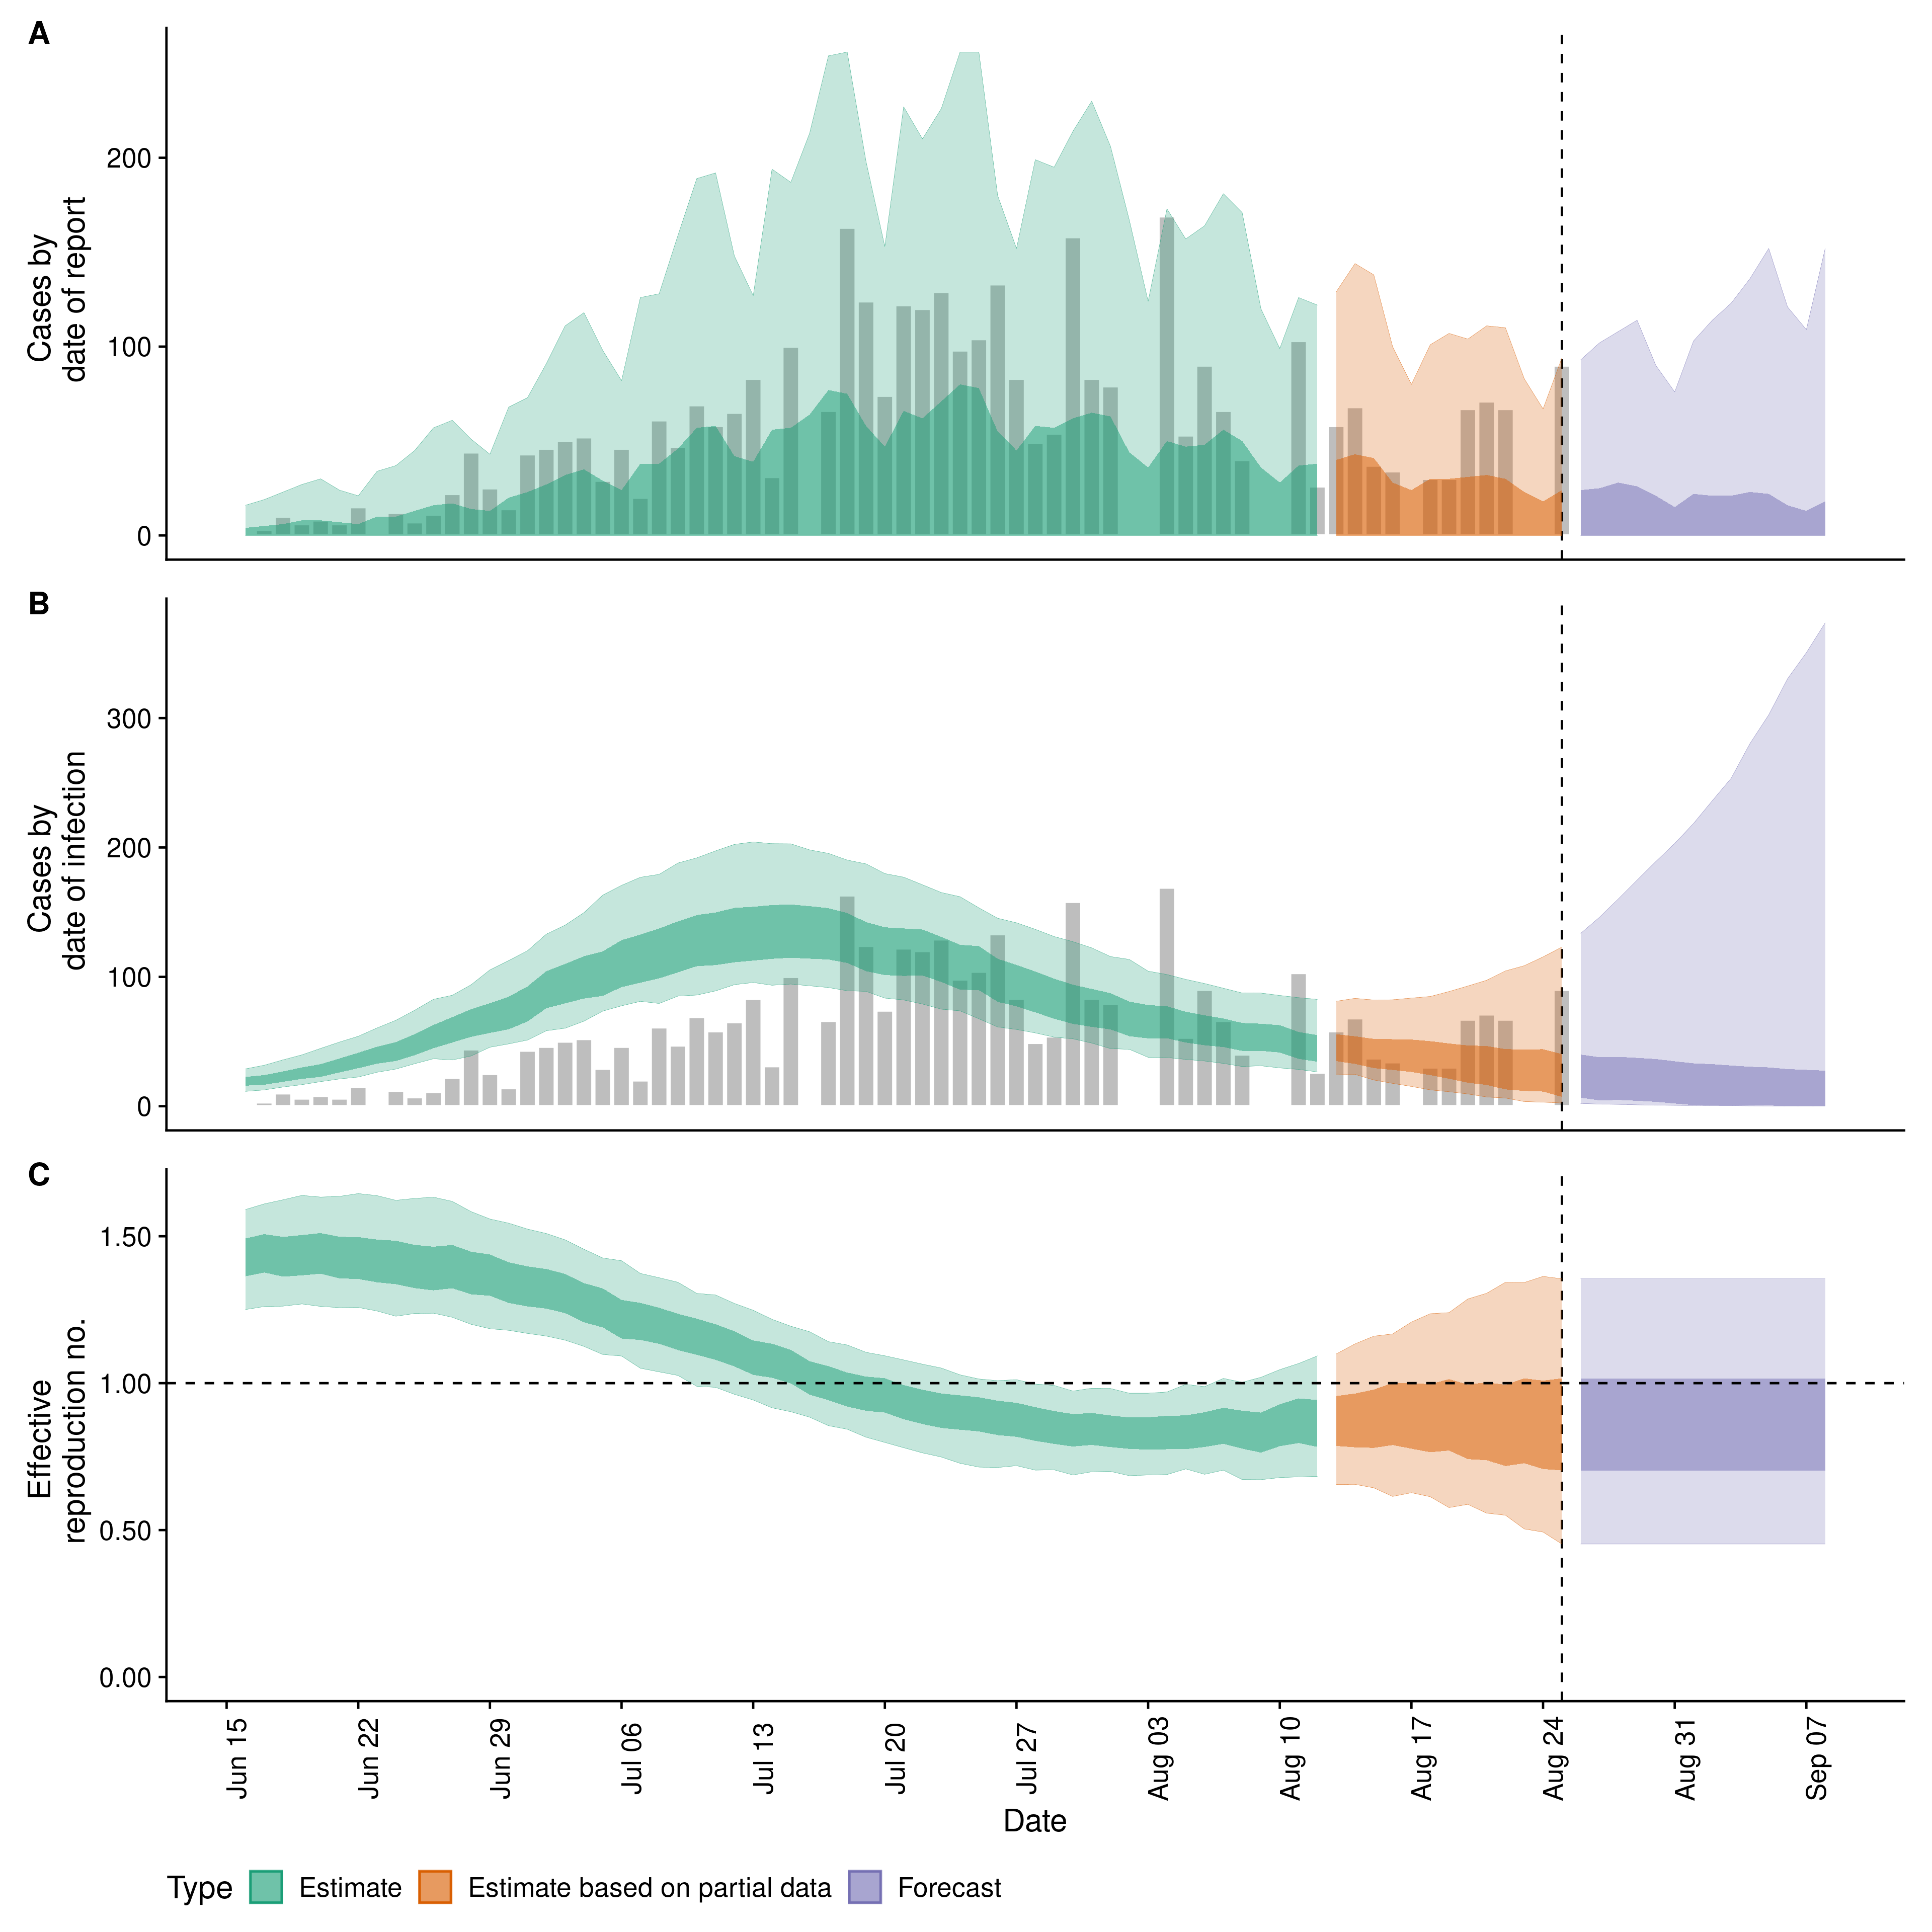 A
Cases by
date of report
200
100
0
B
Cases by
date of infection
300
200
100
0
C
Effective
reproduction no.
1.50
1.00
0.50
0.00
Jun 15
Jun 22
Jun 29
Jul 06
Jul 13
Jul 20
Jul 27
Aug 03
Aug 10
Aug 17
Aug 24
Aug 31
Sep 07
Date
Type Estimate Estimate based on partial data Forecast